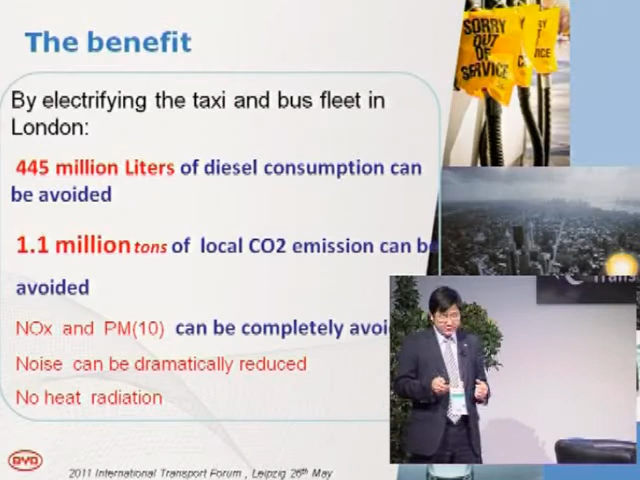 The benefit
SORRY
OUT
OF
SERVICE
By electrifying the taxi and bus fleet in
London:
445 million Liters of diesel consumption can
be avoided
1.1 million tons of local CO2 emission can be
avoided
NOx and PM(10) can be completely avoi
Noise can be dramatically reduced
No heat radiation
BYD
2011 International Transport Forum , Leipzig 26th May